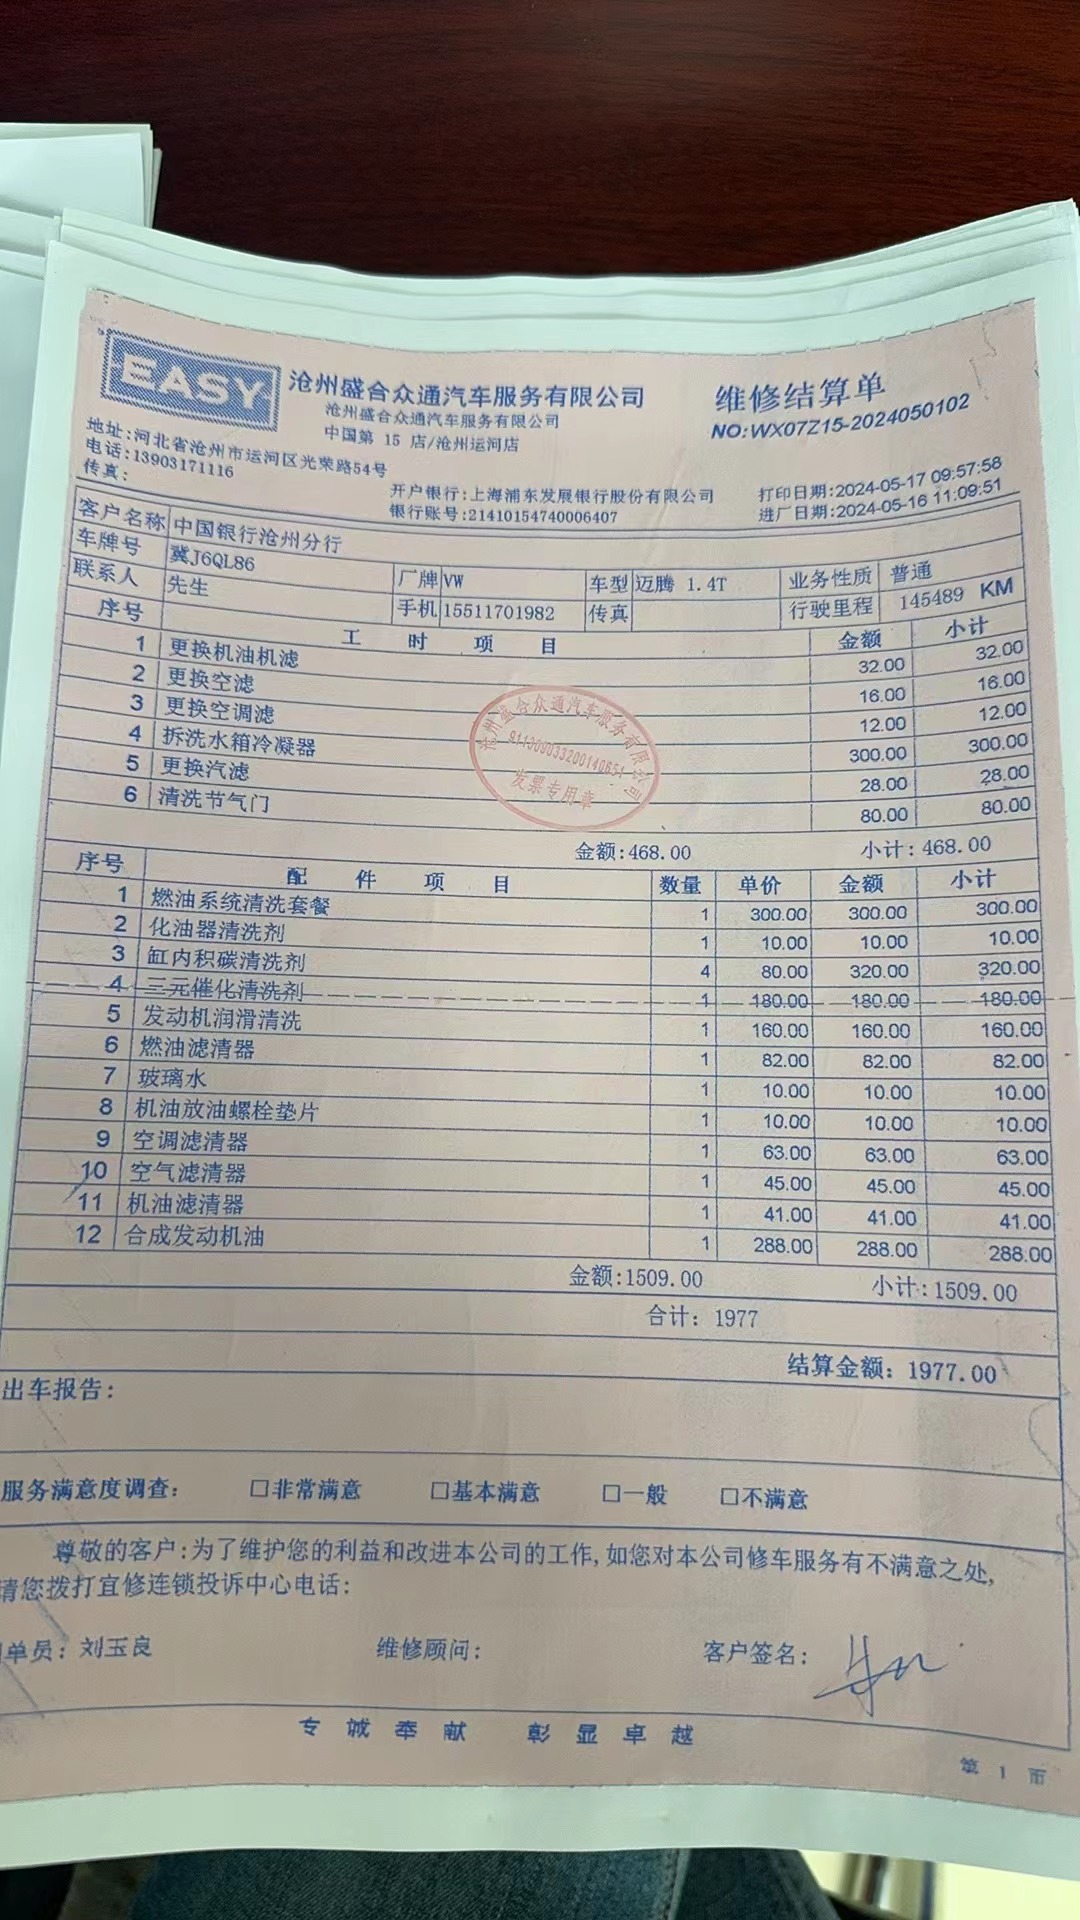 EASY
沧州盛合众通汽车服务有限公司
维修结算单
沧州盛合众通汽车服务有限公司
中国第 15 店/沧州运河店
NO:WX07Z15-2024050102
地址:河北省沧州市运河区光荣路54号
电话:13903171116
传真:
开户银行:上海浦东发展银行股份有限公司
打印日期:2024-05-17 09:57:58
银行账号:21410154740006407
进厂日期:2024-05-16 11:09:51
客户名称 中国银行沧州分行
车牌号 冀J6QL86 厂牌 VW 车型 迈腾 1.4T 业务性质 普通
联系人 先生 手机 15511701982 传真 行驶里程 145489 KM
序号 工时项目 金额 小计
1 更换机油机滤 32.00 32.00
2 更换空滤 16.00 16.00
3 更换空调滤 12.00 12.00
4 拆洗水箱冷凝器 300.00 300.00
5 更换汽滤 28.00 28.00
6 清洗节气门 80.00 80.00
沧州盛合众通汽车服务有限公司
发票专用章
金额:468.00 小计:468.00
序号 配件项目 数量 单价 金额 小计
1 燃油系统清洗套餐 1 300.00 300.00 300.00
2 化油器清洗剂 1 10.00 10.00 10.00
3 缸内积碳清洗剂 4 80.00 320.00 320.00
4 三元催化清洗剂 1 180.00 180.00 180.00
5 发动机润滑清洗 1 160.00 160.00 160.00
6 燃油滤清器 1 82.00 82.00 82.00
7 玻璃水 1 10.00 10.00 10.00
8 机油放油螺栓垫片 1 10.00 10.00 10.00
9 空调滤清器 1 63.00 63.00 63.00
10 空气滤清器 1 45.00 45.00 45.00
11 机油滤清器 1 41.00 41.00 41.00
12 合成发动机油 1 288.00 288.00 288.00
金额:1509.00 小计:1509.00
合计: 1977
结算金额: 1977.00
出车报告:
服务满意度调查: □非常满意 □基本满意 □一般 □不满意
尊敬的客户:为了维护您的利益和改进本公司的工作,如您对本公司修车服务有不满意之处,
请您拨打宜修连锁投诉中心电话:
单员: 刘玉良 维修顾问: 客户签名:
专诚奉献 彰显卓越
第 1 页